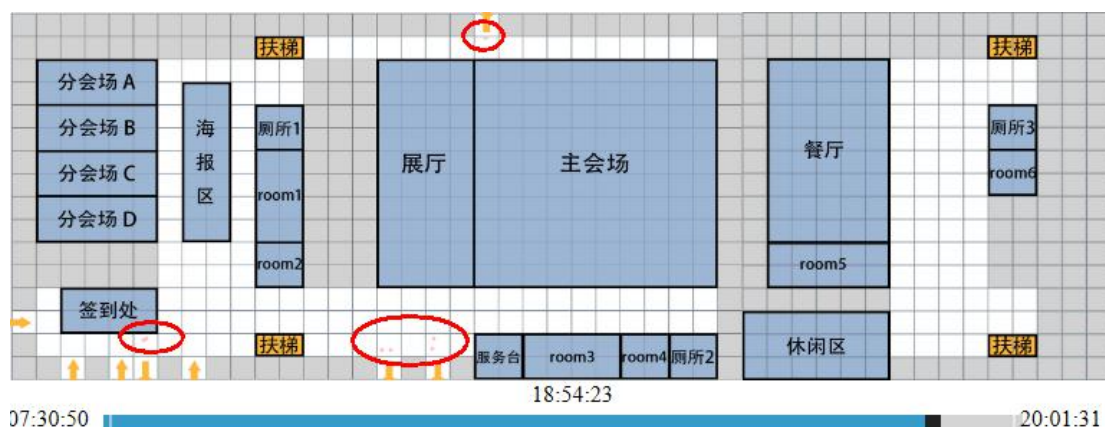 扶梯 扶梯
分会场 A
分会场 B 海报区 厕所1 展厅 主会场 餐厅 厕所3
分会场 C room1 room6
分会场 D
room2 room5
签到处
扶梯 服务台 room3 room4 厕所2 休闲区 扶梯
18:54:23
07:30:50 20:01:31